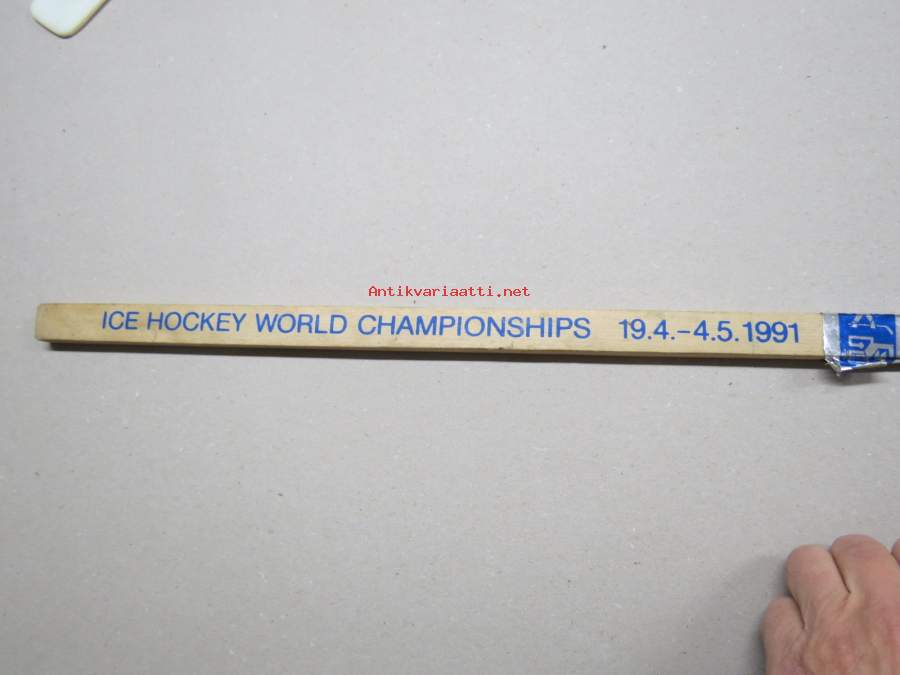 Antikvariaatti.net
ICE HOCKEY WORLD CHAMPIONSHIPS 19.4.-4.5.1991